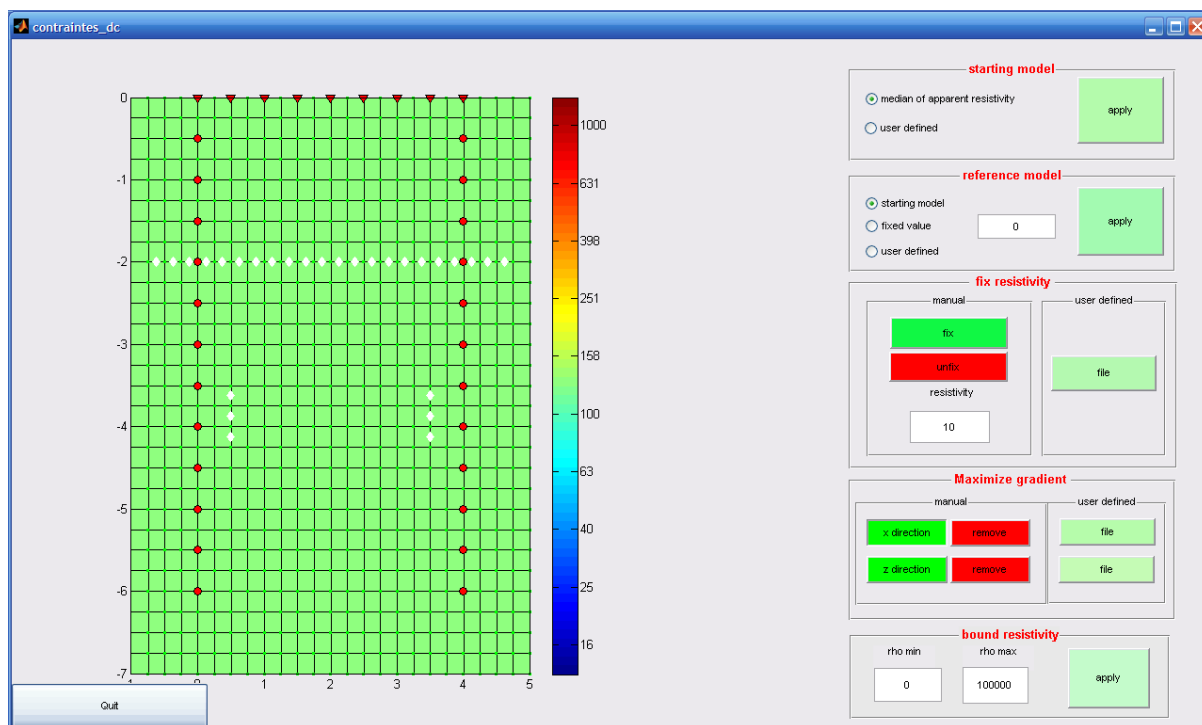 contraintes_dc
0
-1
-2
-3
-4
-5
-6
-7
1 2 3 4 5
1000
631
398
251
158
100
63
40
25
16
Quit
starting model
median of apparent resistivity
user defined
apply
reference model
starting model
fixed value
0
user defined
apply
fix resistivity
manual
fix
unfix
resistivity
10
user defined
file
Maximize gradient
manual
x direction remove
z direction remove
user defined
file
file
bound resistivity
rho min rho max
0 100000
apply